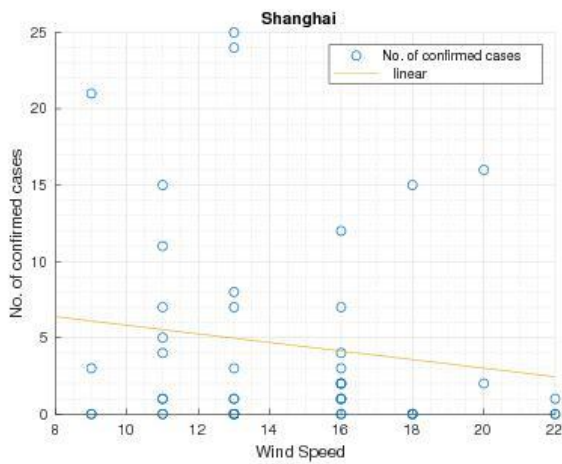 Shanghai
25
20
15
10
5
0
No. of confirmed cases
No. of confirmed cases
linear
8
10
12
14
16
18
20
22
Wind Speed